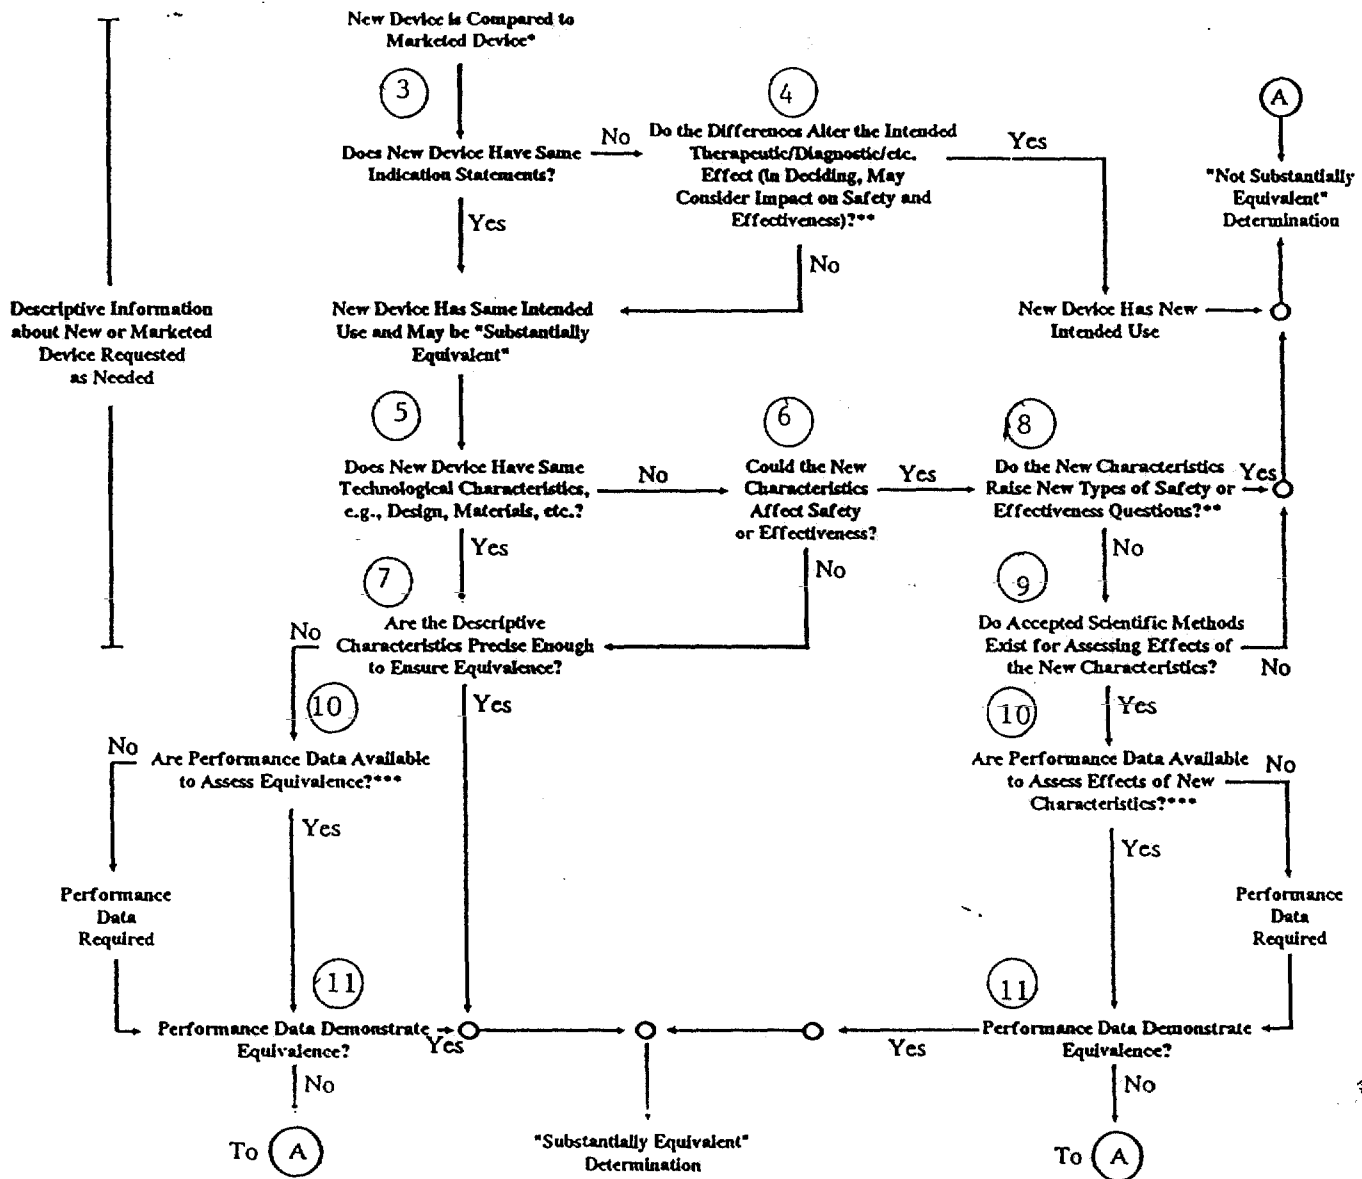 New Device is Compared to
Marketed Device*
3
4
A
Does New Device Have Same
Indication Statements?
No
Do the Differences Alter the Intended
Therapeutic/Diagnostic/etc.
Effect (in Deciding, May
Consider Impact on Safety and
Effectiveness)?**
Yes
"Not Substantially
Equivalent"
Determination
Yes
No
Descriptive Information
about New or Marketed
Device Requested
as Needed
New Device Has Same Intended
Use and May be "Substantially
Equivalent"
New Device Has New
Intended Use
5
6
8
Does New Device Have Same
Technological Characteristics,
e.g., Design, Materials, etc.?
No
Could the New
Characteristics
Affect Safety
or Effectiveness?
Yes
Do the New Characteristics
Raise New Types of Safety or
Effectiveness Questions?**
Yes
Yes
No
No
7
9
No
Are the Descriptive
Characteristics Precise Enough
to Ensure Equivalence?
Do Accepted Scientific Methods
Exist for Assessing Effects of
the New Characteristics?
No
10
Yes
10
Yes
No
Are Performance Data Available
to Assess Equivalence?***
Are Performance Data Available
to Assess Effects of New
Characteristics?***
No
Yes
Yes
Performance
Data
Required
Performance
Data
Required
11
11
Performance Data Demonstrate
Equivalence?
Yes
Yes
Performance Data Demonstrate
Equivalence?
No
No
To A
"Substantially Equivalent"
Determination
To A